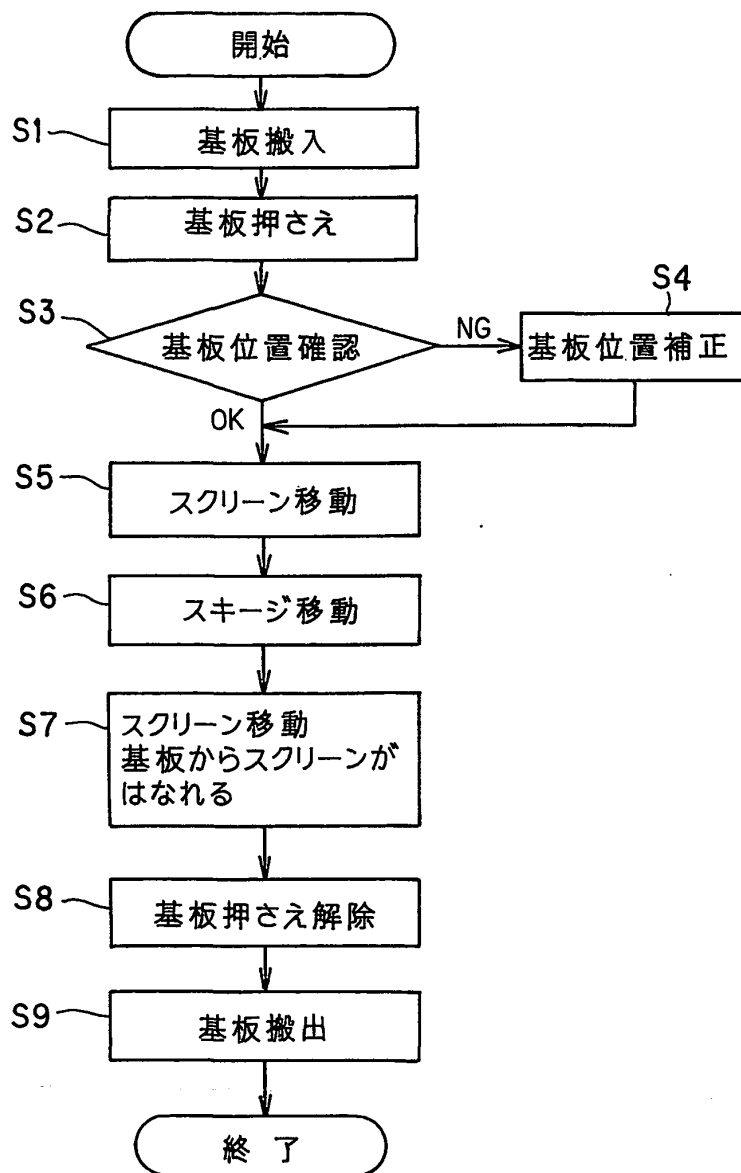 開始
S1
基板搬入
S2
基板押さえ
S3
基板位置確認
NG
S4
基板位置補正
OK
S5
スクリーン移動
S6
スキージ移動
S7
スクリーン移動
基板からスクリーンが
はなれる
S8
基板押さえ解除
S9
基板搬出
終了